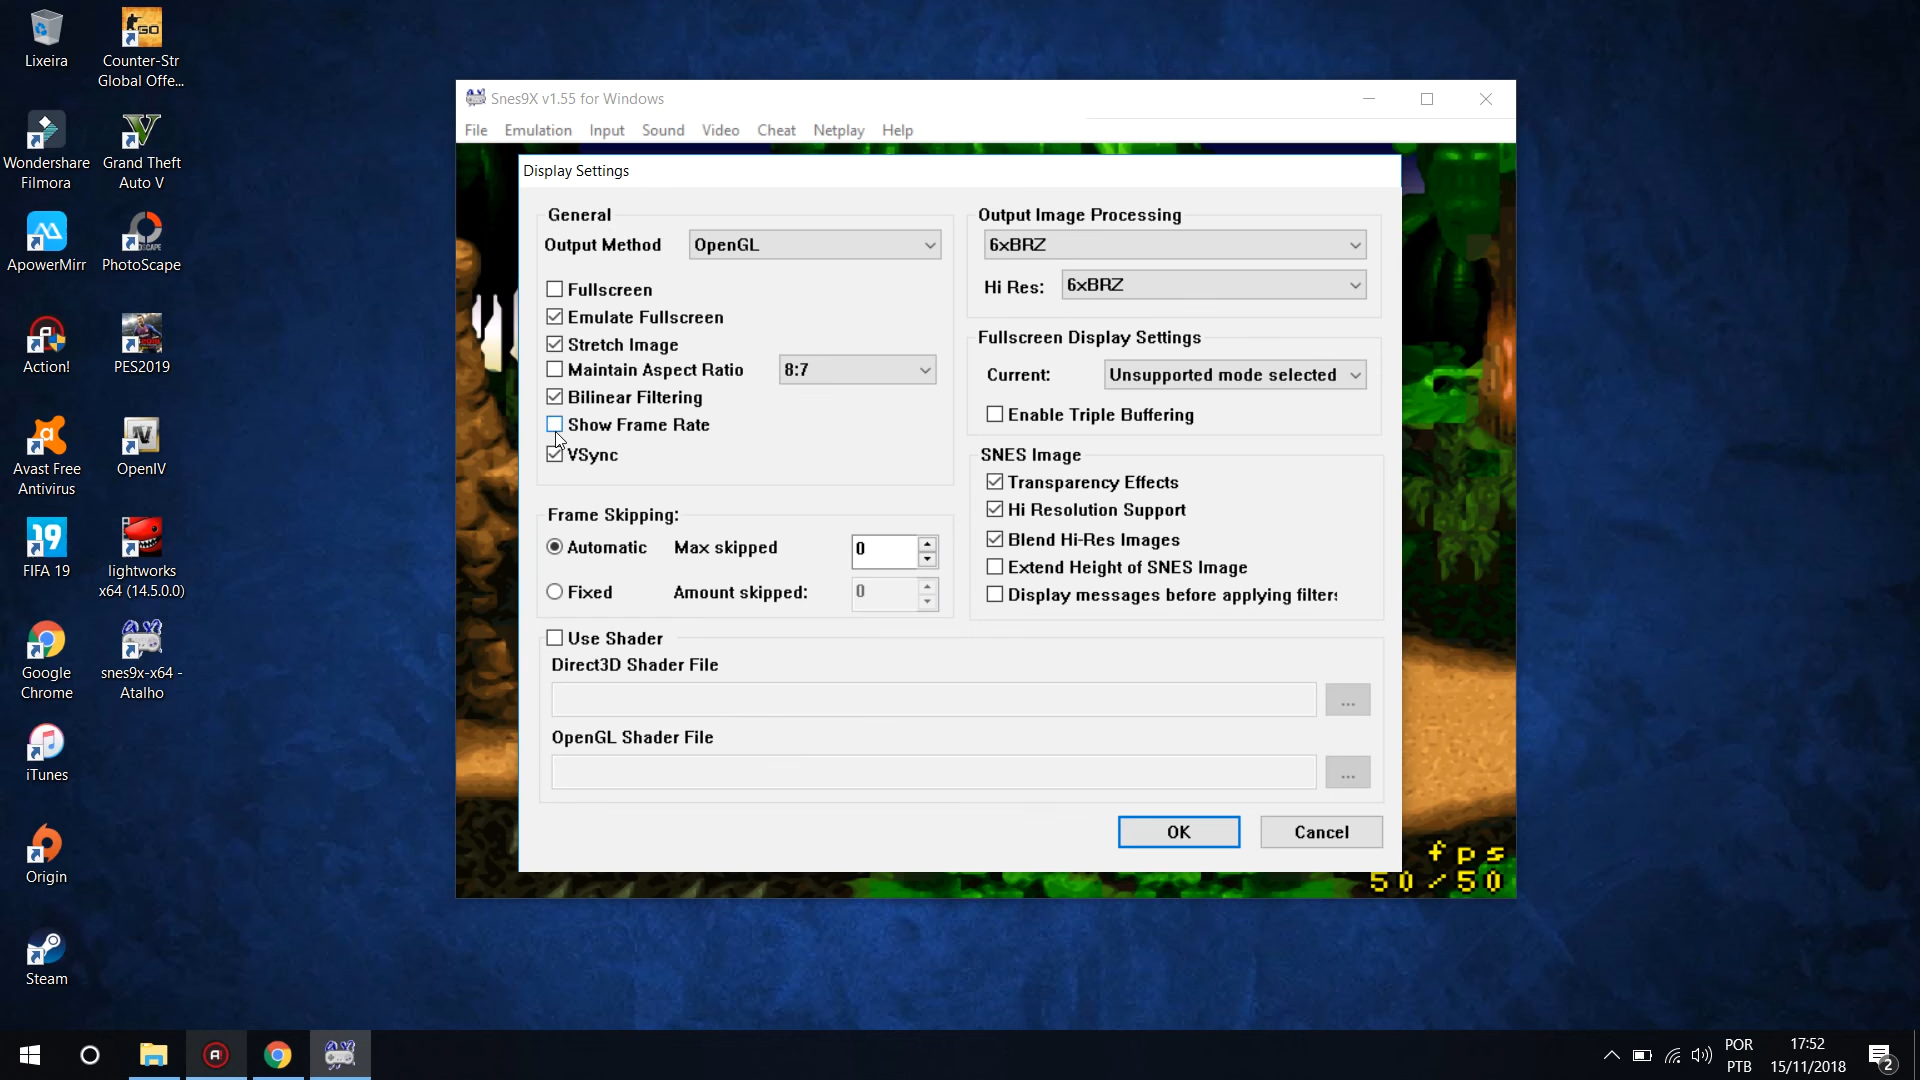 Lixeira
Counter-Str
Global Offe...
Wondershare
Filmora
Grand Theft
Auto V
ApowerMirr
PhotoScape
Action!
PES2019
Avast Free
Antivirus
OpenIV
FIFA 19
lightworks
x64 (14.5.0.0)
Google
Chrome
snes9x-x64 -
Atalho
iTunes
Origin
Steam
Snes9X v1.55 for Windows
File Emulation Input Sound Video Cheat Netplay Help
Display Settings
General
Output Method OpenGL
Fullscreen
Emulate Fullscreen
Stretch Image
Maintain Aspect Ratio 8:7
Bilinear Filtering
Show Frame Rate
VSync
Frame Skipping:
Automatic Max skipped 0
Fixed Amount skipped: 0
Output Image Processing
6xBRZ
Hi Res: 6xBRZ
Fullscreen Display Settings
Current: Unsupported mode selected
Enable Triple Buffering
SNES Image
Transparency Effects
Hi Resolution Support
Blend Hi-Res Images
Extend Height of SNES Image
Display messages before applying filters
Use Shader
Direct3D Shader File
...
OpenGL Shader File
...
OK Cancel
fps
50/50
POR
PTB
17:52
15/11/2018
2